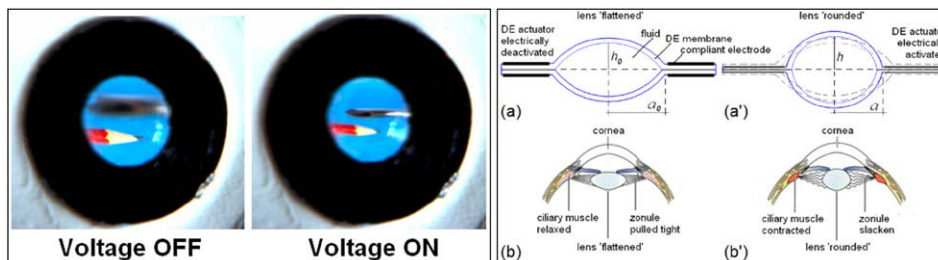 Voltage OFF
Voltage ON
lens 'flattened'
DE actuator
electrically
deactivated
fluid
DE membrane
compliant electrode
h₀
a₀
(a)
lens 'rounded'
DE actuator
electrical
activate
h
a
(a')
cornea
ciliary muscle
relaxed
zonule
pulled tight
(b)
lens 'flattened'
cornea
ciliary muscle
contracted
zonule
slacken
(b')
lens 'rounded'